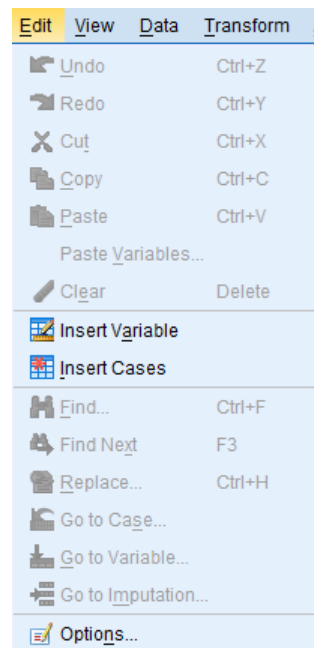 Edit View Data Transform
Undo Ctrl+Z
Redo Ctrl+Y
Cut Ctrl+X
Copy Ctrl+C
Paste Ctrl+V
Paste Variables...
Clear Delete
Insert Variable
Insert Cases
Find... Ctrl+F
Find Next F3
Replace... Ctrl+H
Go to Case...
Go to Variable...
Go to Imputation...
Options...